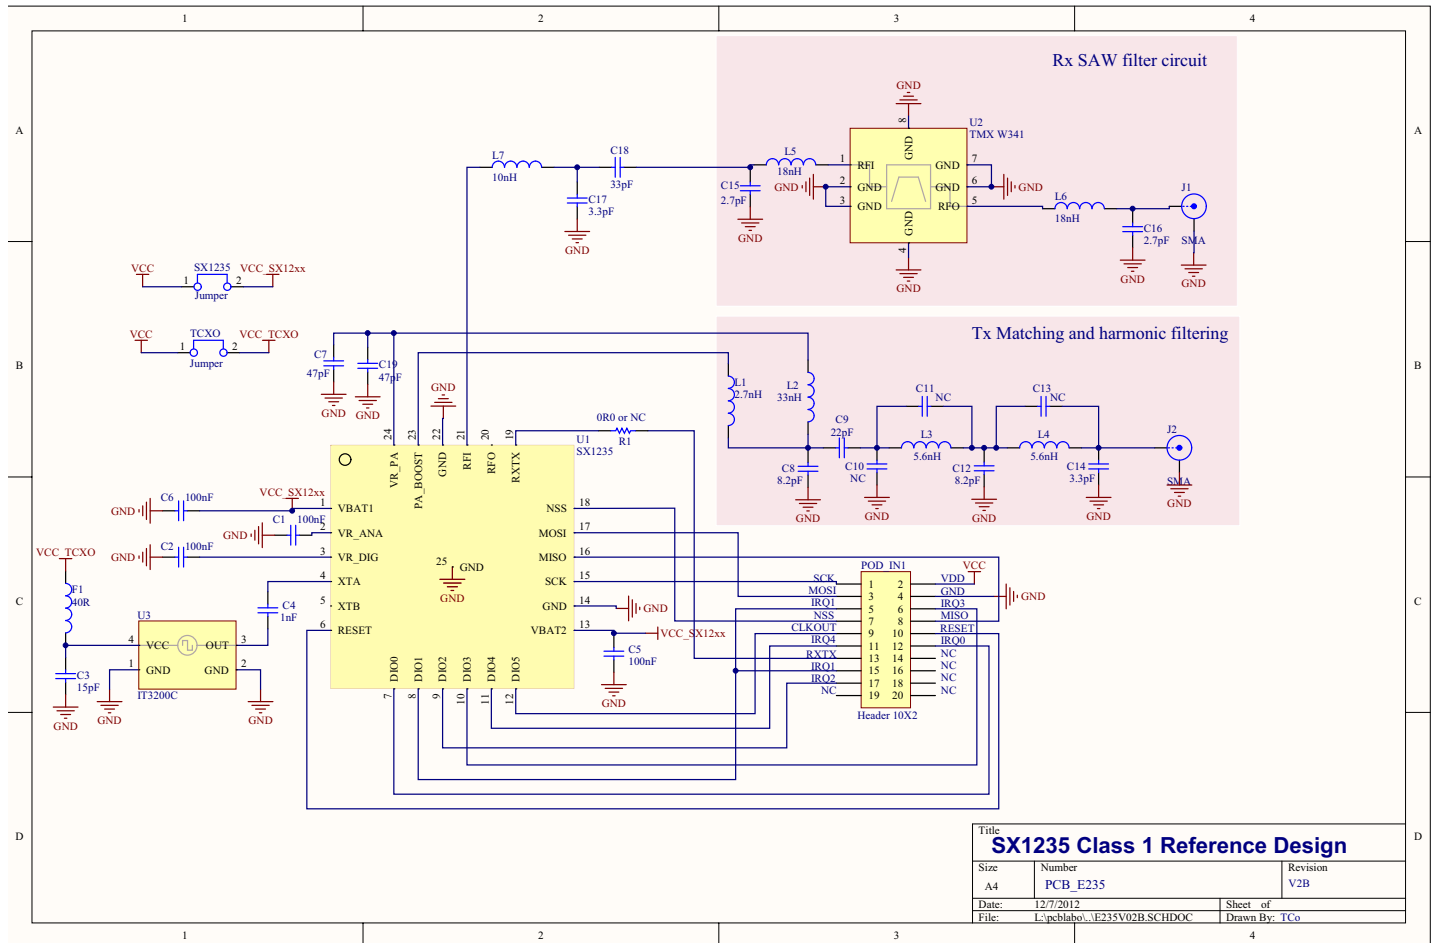 1 2 3 4
A
B
C
D
A
B
C
D
1 2 3 4
Rx SAW filter circuit
GND
8
U2
TMX W341
GND
1 RFI
2 GND
3 GND
GND 7
GND 6
RFO 5
GND
4
GND
GND
GND
L7
10nH
C18
33pF
C17
3.3pF
GND
C15
2.7pF
GND
L5
18nH
L6
18nH
C16
2.7pF
GND
J1
SMA
GND
VCC
SX1235
VCC_SX12xx
1 2
Jumper
VCC
TCXO
VCC_TCXO
1 2
Jumper
Tx Matching and harmonic filtering
C7
47pF
GND
C19
47pF
GND
GND
L1
2.7nH
L2
33nH
C8
8.2pF
GND
C9
22pF
C10
NC
GND
C11
NC
L3
5.6nH
C12
8.2pF
GND
C13
NC
L4
5.6nH
C14
3.3pF
GND
J2
SMA
GND
0R0 or NC
R1
U1
SX1235
24 23 22 21 20 19
VR_PA
PA_BOOST
GND
RFI
RFO
RXTX
1 VBAT1
2 VR_ANA
3 VR_DIG
4 XTA
5 XTB
6 RESET
NSS 18
MOSI 17
MISO 16
SCK 15
GND 14
VBAT2 13
25 GND
GND
DIO0
DIO1
DIO2
DIO3
DIO4
DIO5
7 8 9 10 11 12
C6
100nF
GND
VCC_SX12xx
C1
100nF
GND
C2
100nF
GND
VCC_TCXO
F1
40R
C3
15pF
GND
U3
4 VCC
OUT 3
1 GND
GND 2
IT3200C
GND
GND
C4
1nF
GND
VCC_SX12xx
C5
100nF
GND
POD_IN1
VCC
SCK 1 2 VDD
MOSI 3 4 GND
IRQ1 5 6 IRQ3
NSS 7 8 MISO
CLKOUT 9 10 RESET
IRQ4 11 12 IRQ0
RXTX 13 14 NC
IRQ1 15 16 NC
IRQ2 17 18 NC
NC 19 20 NC
GND
Header 10X2
Title
SX1235 Class 1 Reference Design
Size
A4
Number
PCB_E235
Revision
V2B
Date: 12/7/2012
Sheet of
File: L:\pcblabo\..\E235V02B.SCHDOC
Drawn By: TCo